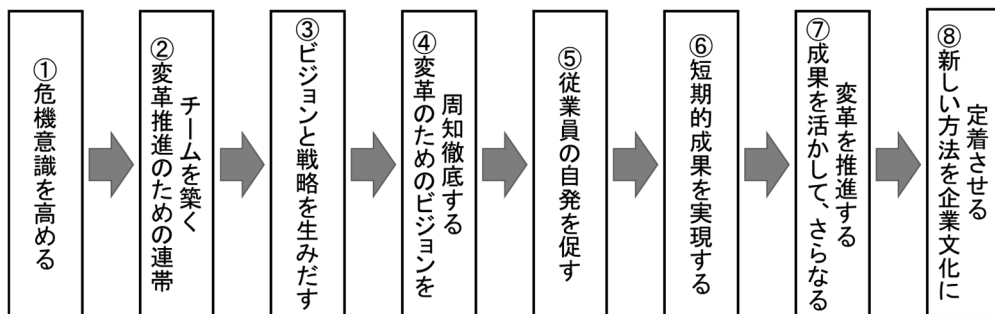 ①危機意識を高める
②変革推進のための連帯
チームを築く
③ビジョンと戦略を生みだす
④変革のためのビジョンを
周知徹底する
⑤従業員の自発を促す
⑥短期的成果を実現する
⑦成果を活かして、さらなる
変革を推進する
⑧新しい方法を企業文化に
定着させる